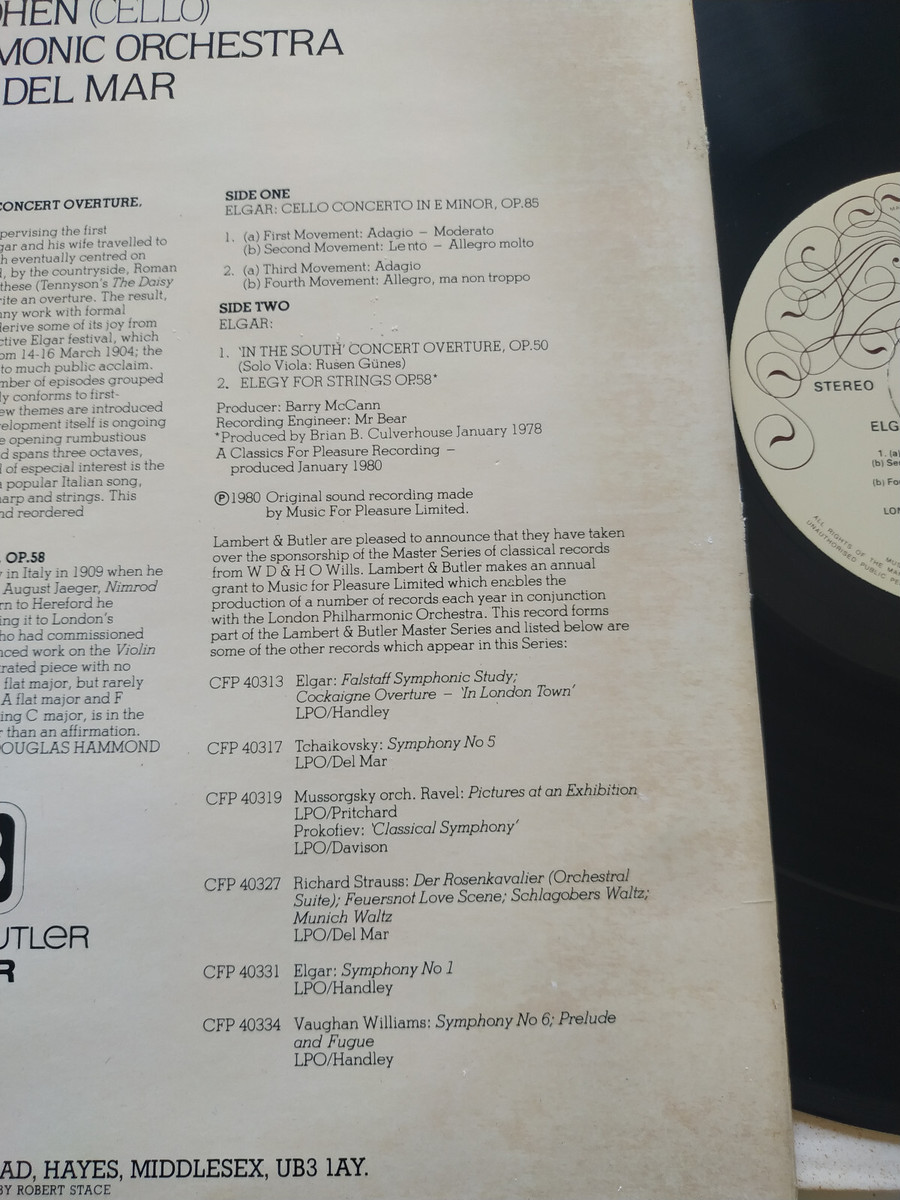 OHEN (CELLO)
MONIC ORCHESTRA
DEL MAR
CONCERT OVERTURE,
pervising the first
gar and his wife travelled to
h eventually centred on
d, by the countryside, Roman
these (Tennyson's The Daisy
rite an overture. The result,
any work with formal
derive some of its joy from
ctive Elgar festival, which
om 14-16 March 1904; the
to much public acclaim.
mber of episodes grouped
ly conforms to first-
ew themes are introduced
velopment itself is ongoing
e opening rumbustious
d spans three octaves,
l of especial interest is the
a popular Italian song,
harp and strings. This
nd reordered
OP.58
y in Italy in 1909 when he
August Jaeger, Nimrod
rn to Hereford he
ing it to London's
ho had commissioned
nced work on the Violin
trated piece with no
flat major, but rarely
A flat major and F
ing C major, is in the
r than an affirmation.
DOUGLAS HAMMOND
UTLER
R
SIDE ONE
ELGAR: CELLO CONCERTO IN E MINOR, OP.85
1. (a) First Movement: Adagio – Moderato
(b) Second Movement: Lento – Allegro molto
2. (a) Third Movement: Adagio
(b) Fourth Movement: Allegro, ma non troppo
SIDE TWO
ELGAR:
1. 'IN THE SOUTH' CONCERT OVERTURE, OP.50
(Solo Viola: Rusen Günes)
2. ELEGY FOR STRINGS OP.58*
Producer: Barry McCann
Recording Engineer: Mr Bear
*Produced by Brian B. Culverhouse January 1978
A Classics For Pleasure Recording –
produced January 1980
℗1980 Original sound recording made
by Music For Pleasure Limited.
Lambert & Butler are pleased to announce that they have taken
over the sponsorship of the Master Series of classical records
from W D & H O Wills. Lambert & Butler makes an annual
grant to Music for Pleasure Limited which enables the
production of a number of records each year in conjunction
with the London Philharmonic Orchestra. This record forms
part of the Lambert & Butler Master Series and listed below are
some of the other records which appear in this Series:
CFP 40313 Elgar: Falstaff Symphonic Study;
Cockaigne Overture – 'In London Town'
LPO/Handley
CFP 40317 Tchaikovsky: Symphony No 5
LPO/Del Mar
CFP 40319 Mussorgsky orch. Ravel: Pictures at an Exhibition
LPO/Pritchard
Prokofiev: 'Classical Symphony'
LPO/Davison
CFP 40327 Richard Strauss: Der Rosenkavalier (Orchestral
Suite); Feuersnot Love Scene; Schlagobers Waltz;
Munich Waltz
LPO/Del Mar
CFP 40331 Elgar: Symphony No 1
LPO/Handley
CFP 40334 Vaughan Williams: Symphony No 6; Prelude
and Fugue
LPO/Handley
AD, HAYES, MIDDLESEX, UB3 1AY.
BY ROBERT STACE
STEREO
ELG
1. (a)
(b) Se
(b) Fo
LON
ALL RIGHTS OF THE MA
UNAUTHORISED PUBLIC PE